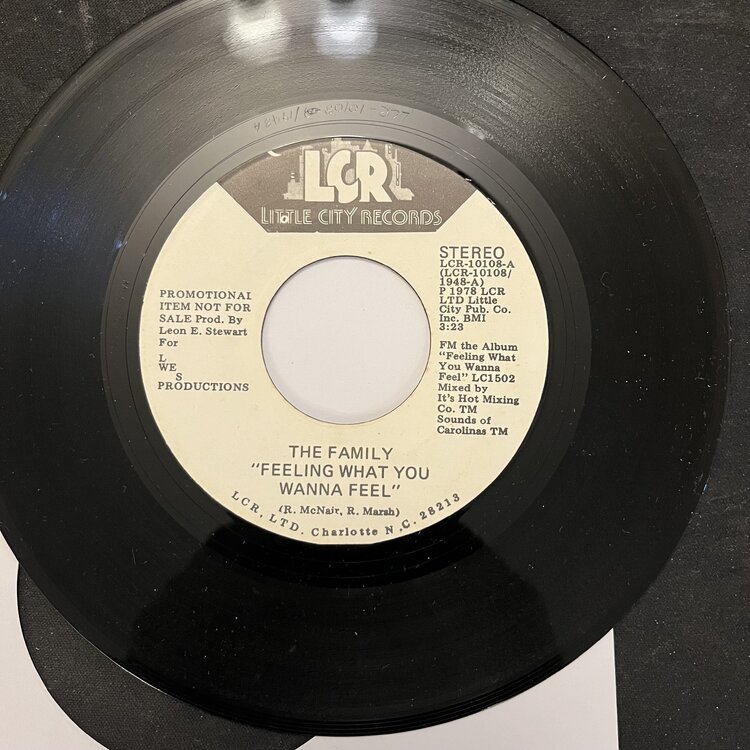 LCR
LITTLE CITY RECORDS
STEREO
LCR-10108-A
(LCR-10108/
1948-A)
P 1978 LCR
LTD Little
City Pub. Co.
Inc. BMI
3:23
PROMOTIONAL
ITEM NOT FOR
SALE Prod. By
Leon E. Stewart
For
L
WE
S
PRODUCTIONS
FM the Album
"Feeling What
You Wanna
Feel" LC1502
Mixed by
It's Hot Mixing
Co. TM
Sounds of
Carolinas TM
THE FAMILY
"FEELING WHAT YOU
WANNA FEEL"
(R. McNair, R. Marsh)
LCR, LTD. Charlotte N.C. 28213